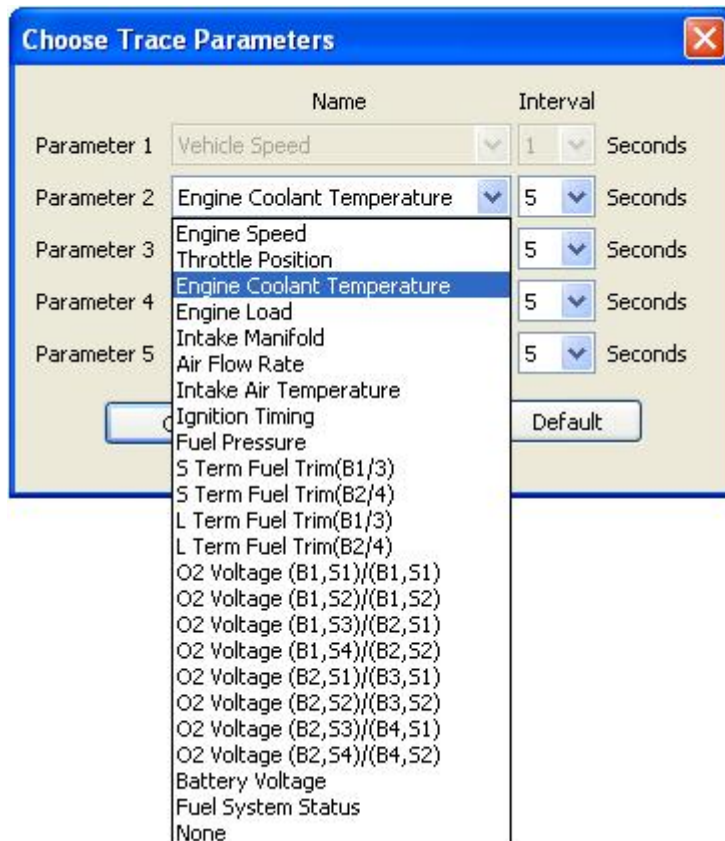 Choose Trace Parameters
Name Interval
Parameter 1 Vehicle Speed 1 Seconds
Parameter 2 Engine Coolant Temperature 5 Seconds
Parameter 3 5 Seconds
Parameter 4 5 Seconds
Parameter 5 5 Seconds
Engine Speed
Throttle Position
Engine Coolant Temperature
Engine Load
Intake Manifold
Air Flow Rate
Intake Air Temperature
Ignition Timing
Fuel Pressure
S Term Fuel Trim(B1/3)
S Term Fuel Trim(B2/4)
L Term Fuel Trim(B1/3)
L Term Fuel Trim(B2/4)
O2 Voltage (B1,S1)/(B1,S1)
O2 Voltage (B1,S2)/(B1,S2)
O2 Voltage (B1,S3)/(B2,S1)
O2 Voltage (B1,S4)/(B2,S2)
O2 Voltage (B2,S1)/(B3,S1)
O2 Voltage (B2,S2)/(B3,S2)
O2 Voltage (B2,S3)/(B4,S1)
O2 Voltage (B2,S4)/(B4,S2)
Battery Voltage
Fuel System Status
None
Default